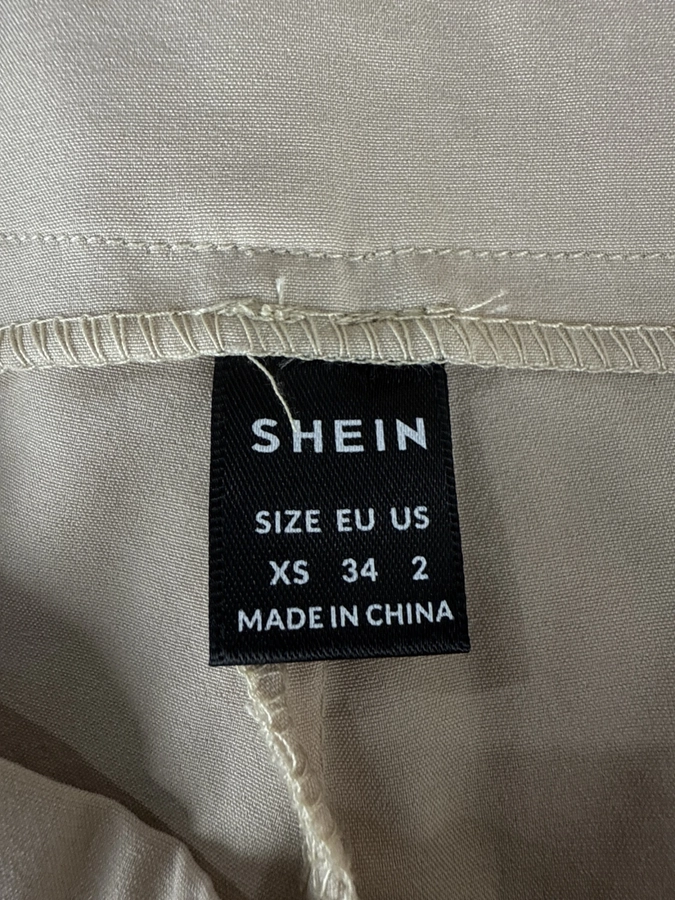 SHEIN
SIZE EU US
XS 34 2
MADE IN CHINA